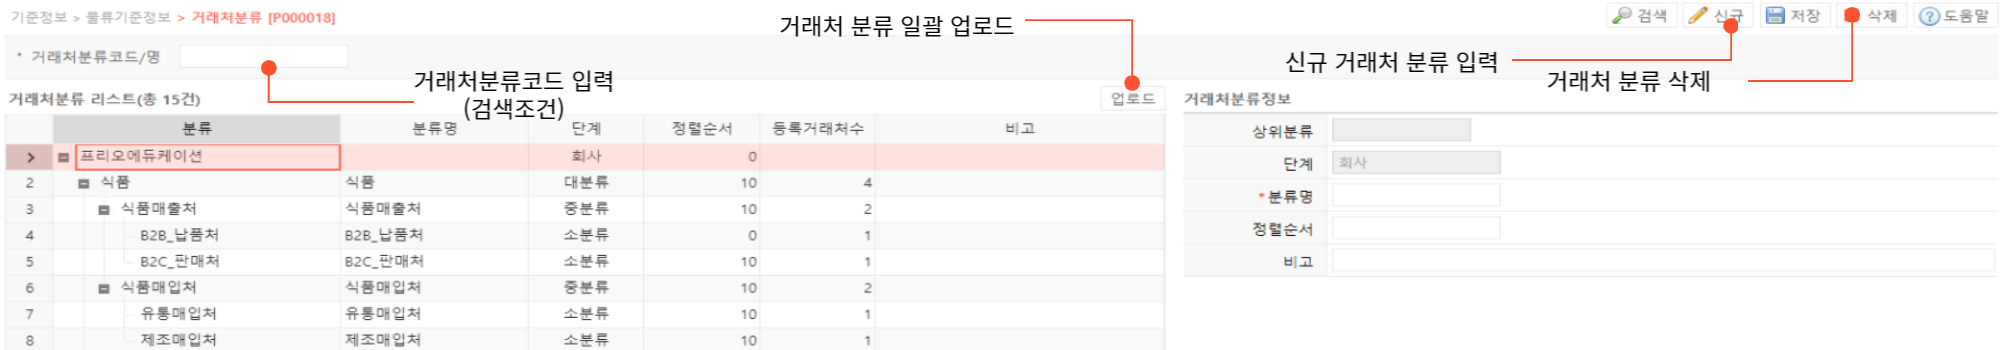 기준정보 > 물류기준정보 > 거래처분류 [P000018]
거래처 분류 일괄 업로드
검색 신규 저장 삭제 도움말
거래처분류코드/명
신규 거래처 분류 입력
거래처분류코드 입력
(검색조건)
거래처 분류 삭제
거래처분류 리스트(총 15건)
업로드
분류 분류명 단계 정렬순서 등록거래처수 비고
프리오에듀케이션 회사 0
2 식품 식품 대분류 10 4
3 식품매출처 식품매출처 중분류 10 2
4 B2B_납품처 B2B_납품처 소분류 0 1
5 B2C_판매처 B2C_판매처 소분류 10 1
6 식품매입처 식품매입처 중분류 10 2
7 유통매입처 유통매입처 소분류 10 1
8 제조매입처 제조매입처 소분류 10 1
거래처분류정보
상위분류
단계 회사
* 분류명
정렬순서
비고